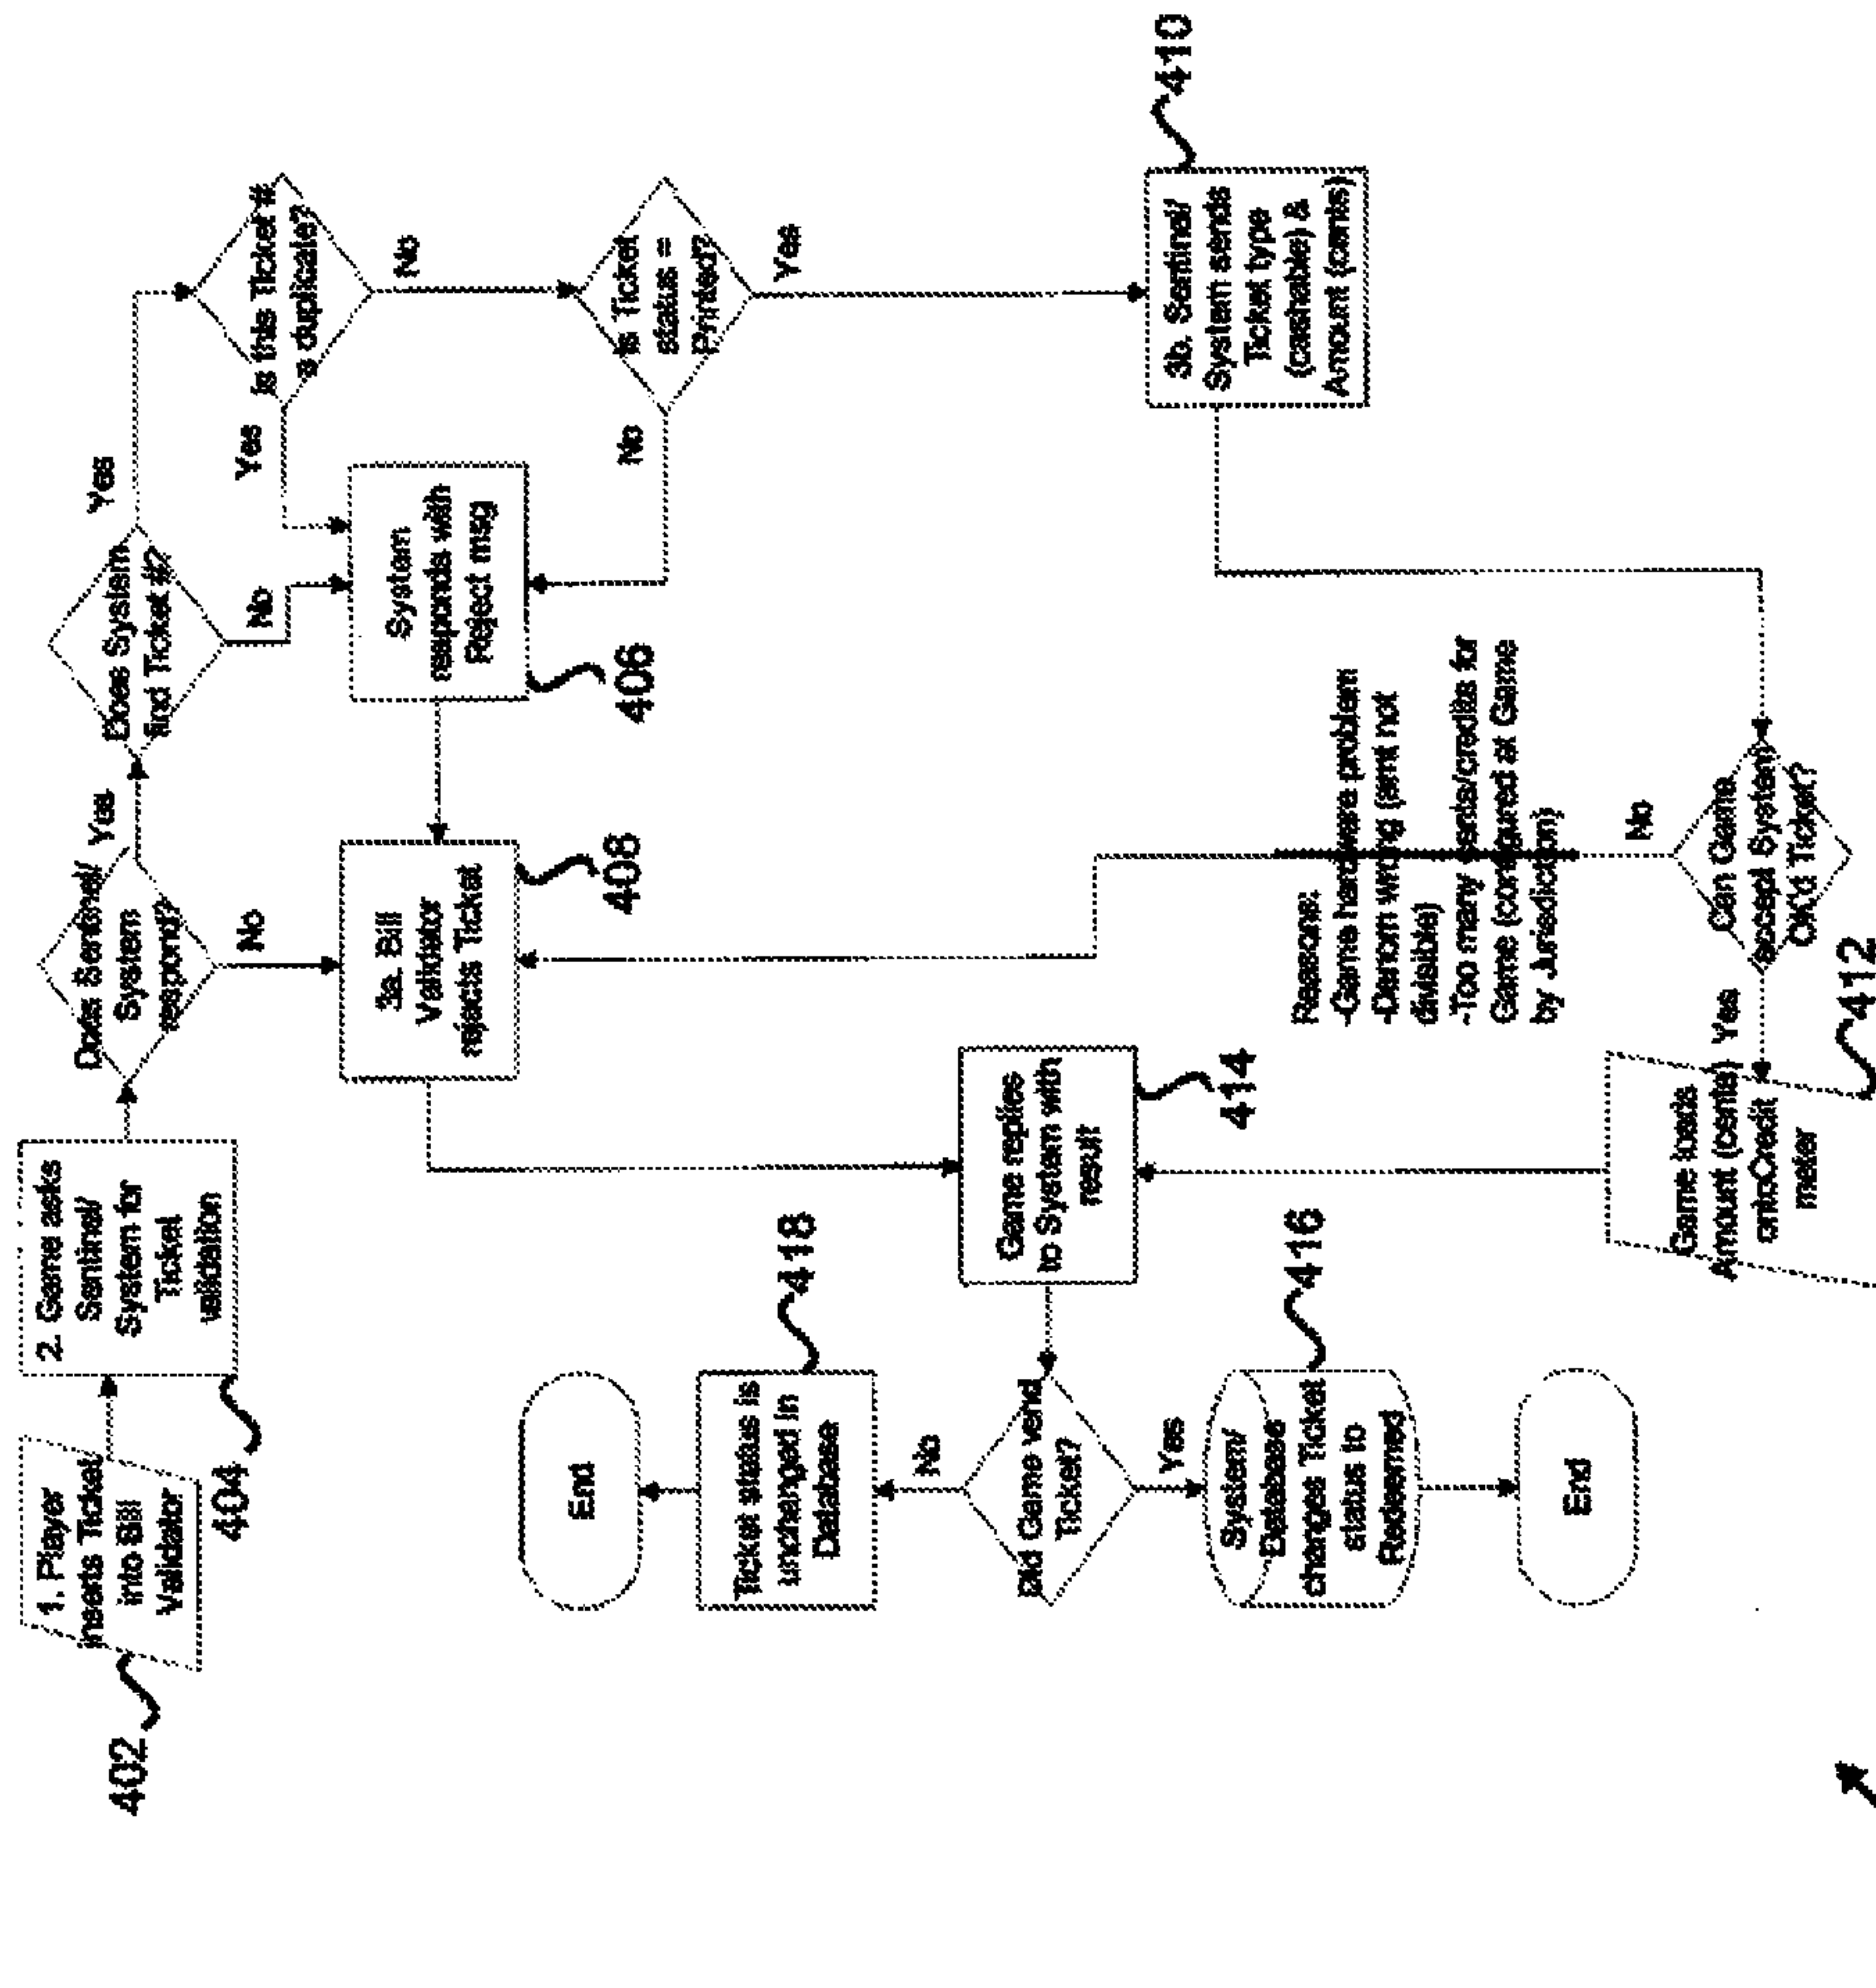 1. Player
inserts Ticket
into Bill
Validator
402
2. Game asks
Sentinel/
System for
Ticket
validation
404
Does Sentinel/
System
respond?
Yes
No
Does System
find Ticket #?
Yes
No
Is this Ticket #
a duplicate?
Yes
No
Is Ticket
status =
Printed?
No
Yes
System
responds with
Reject msg
406
3a. Bill
Validator
rejects Ticket
408
3b. Sentinal/
System sends
Ticket type
(cashable) &
Amount (cents)
410
Can Game
accept System
OK'd Ticket?
No
Yes
Reasons:
-Game hardware problem
-Denom wrong (amt not
divisible)
-Too many cents/credits for
Game (configured at Game
by Jurisdiction)
Game loads
Amount (cents)
ontoCredit
meter
412
Game replies
to System with
result
414
Did Game vend
Ticket?
No
Yes
Ticket status is
unchanged in
Database
418
End
System/
Database
changes Ticket
status to
Redeemed
416
End